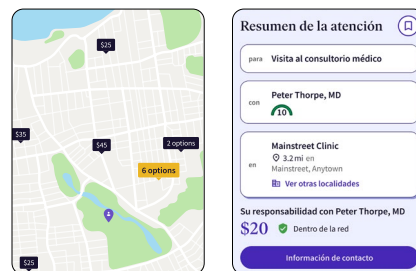 $25
$35
$45
2 options
6 options
$25
Resumen de la atención
para Visita al consultorio médico
con Peter Thorpe, MD
10
en Mainstreet Clinic
3.2 mi en
Mainstreet, Anytown
Ver otras localidades
Su responsabilidad con Peter Thorpe, MD
$20 Dentro de la red
Información de contacto